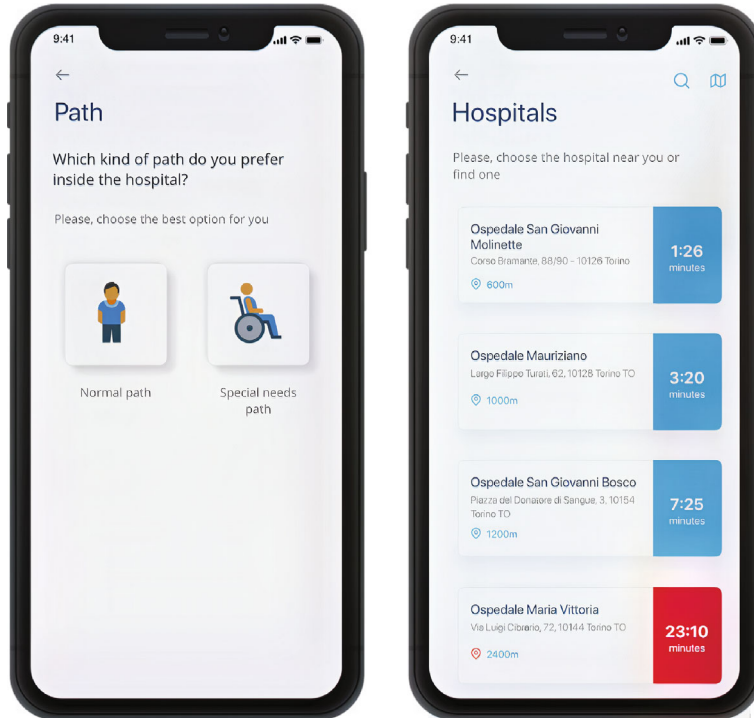 9:41
Path
Which kind of path do you prefer
inside the hospital?
Please, choose the best option for you
Normal path
Special needs
path
9:41
Hospitals
Please, choose the hospital near you or
find one
Ospedale San Giovanni
Molinette
Corso Bramante, 88/90 - 10126 Torino
600m
1:26
minutes
Ospedale Mauriziano
Largo Filippo Turati, 62, 10128 Torino TO
1000m
3:20
minutes
Ospedale San Giovanni Bosco
Piazza del Donatore di Sangue, 3, 10154
Torino TO
1200m
7:25
minutes
Ospedale Maria Vittoria
Via Luigi Cibrario, 72, 10144 Torino TO
2400m
23:10
minutes